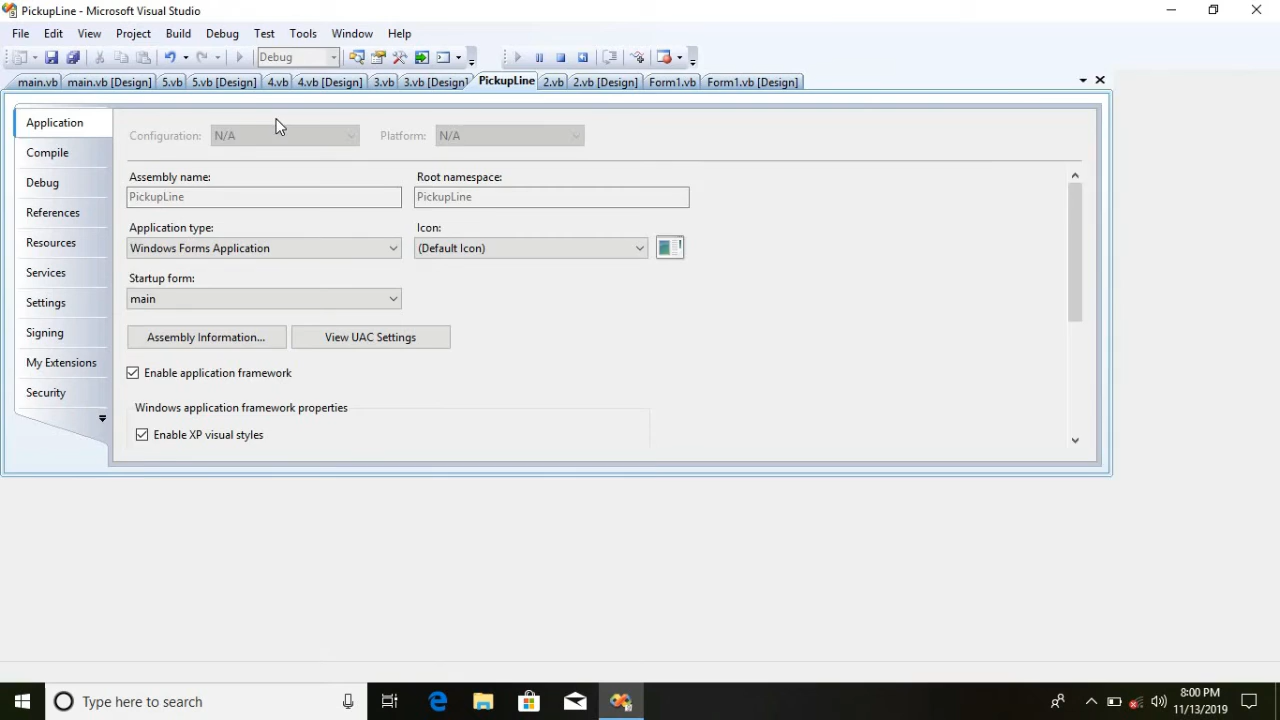 PickupLine - Microsoft Visual Studio
File Edit View Project Build Debug Test Tools Window Help
Debug
main.vb main.vb [Design] 5.vb 5.vb [Design] 4.vb 4.vb [Design] 3.vb 3.vb [Design] PickupLine 2.vb 2.vb [Design] Form1.vb Form1.vb [Design]
Application
Compile
Debug
References
Resources
Services
Settings
Signing
My Extensions
Security
Configuration: N/A Platform: N/A
Assembly name: Root namespace:
PickupLine PickupLine
Application type: Icon:
Windows Forms Application (Default Icon)
Startup form:
main
Assembly Information... View UAC Settings
Enable application framework
Windows application framework properties
Enable XP visual styles
Type here to search
8:00 PM
11/13/2019